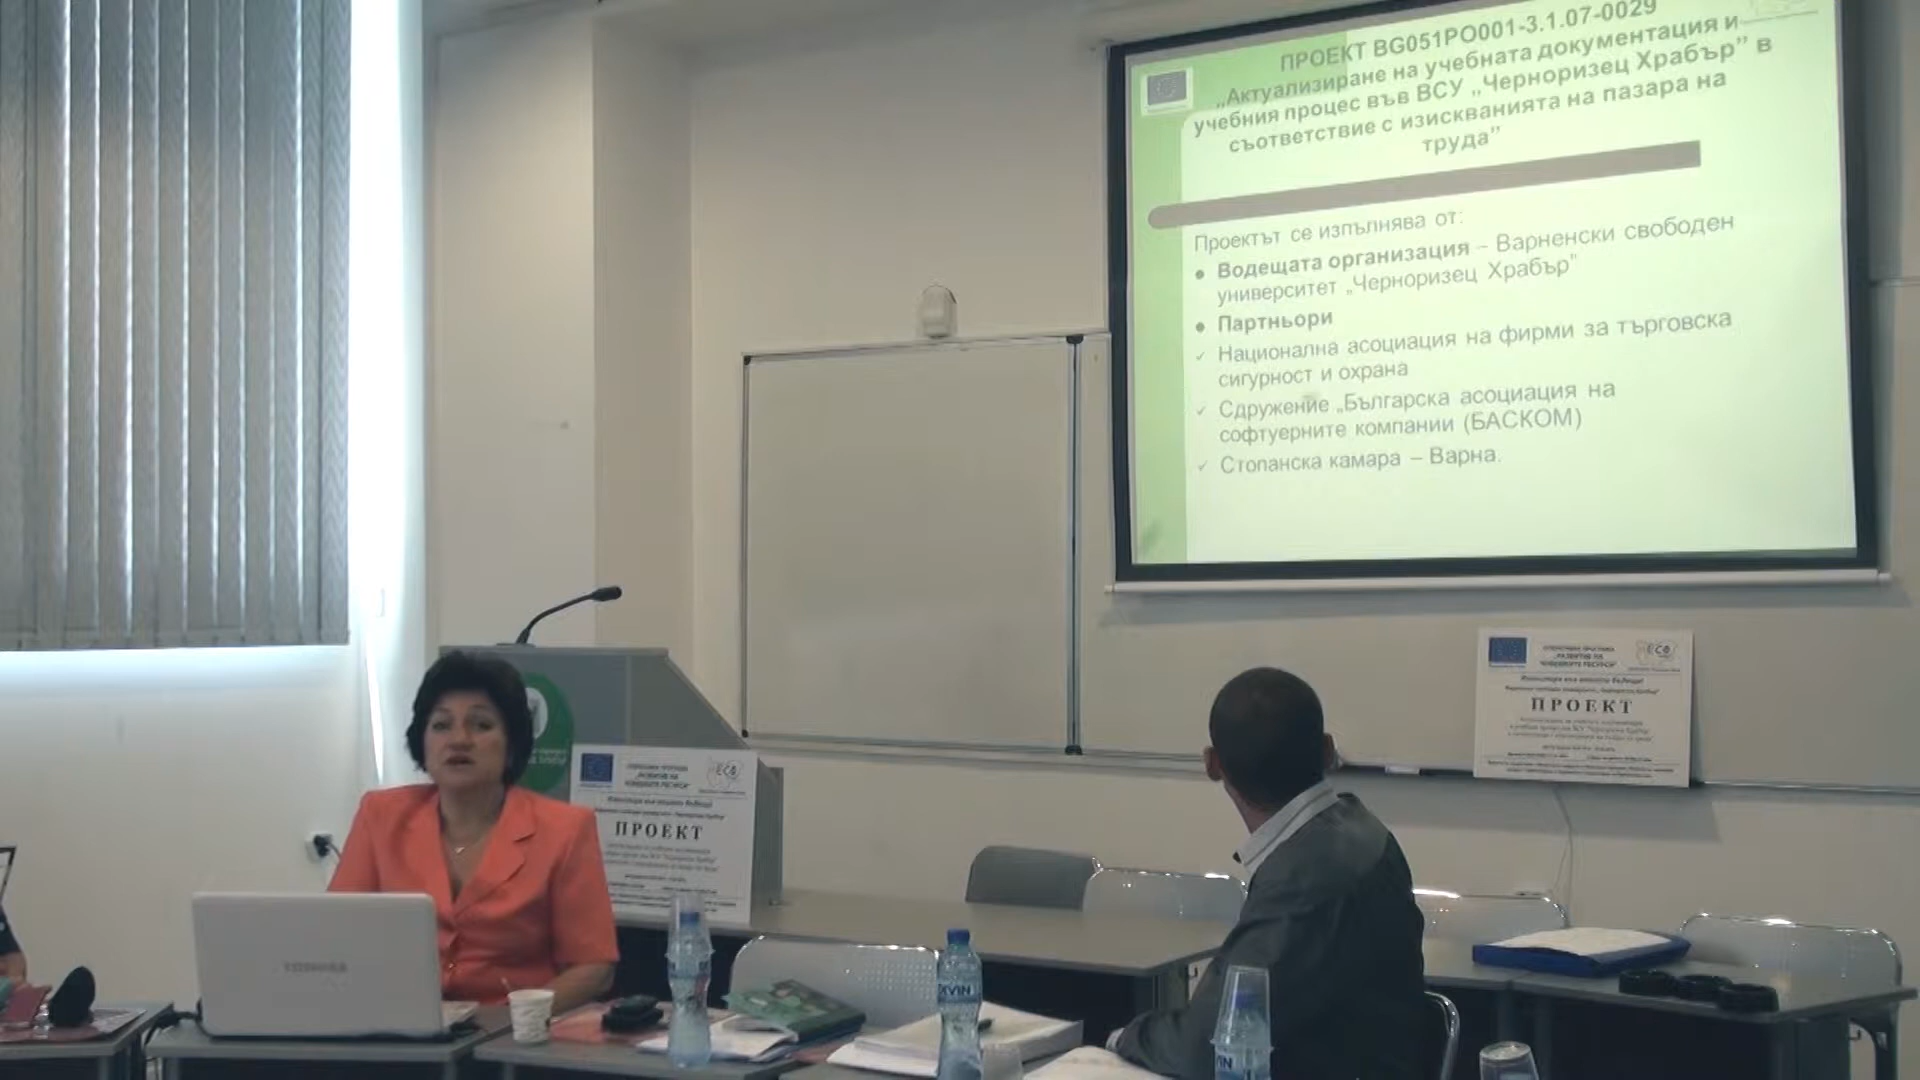 ПРОЕКТ BG051PO001-3.1.07-0029
„Актуализиране на учебната документация и
учебния процес във ВСУ „Черноризец Храбър” в
съответствие с изискванията на пазара на
труда”
Проектът се изпълнява от:
Водещата организация – Варненски свободен
университет „Черноризец Храбър”
Партньори
Национална асоциация на фирми за търговска
сигурност и охрана
Сдружение „Българска асоциация на
софтуерните компании (БАСКОМ)
Стопанска камара – Варна.
ПРОЕКТ
ПРОЕКТ
TOSHIBA